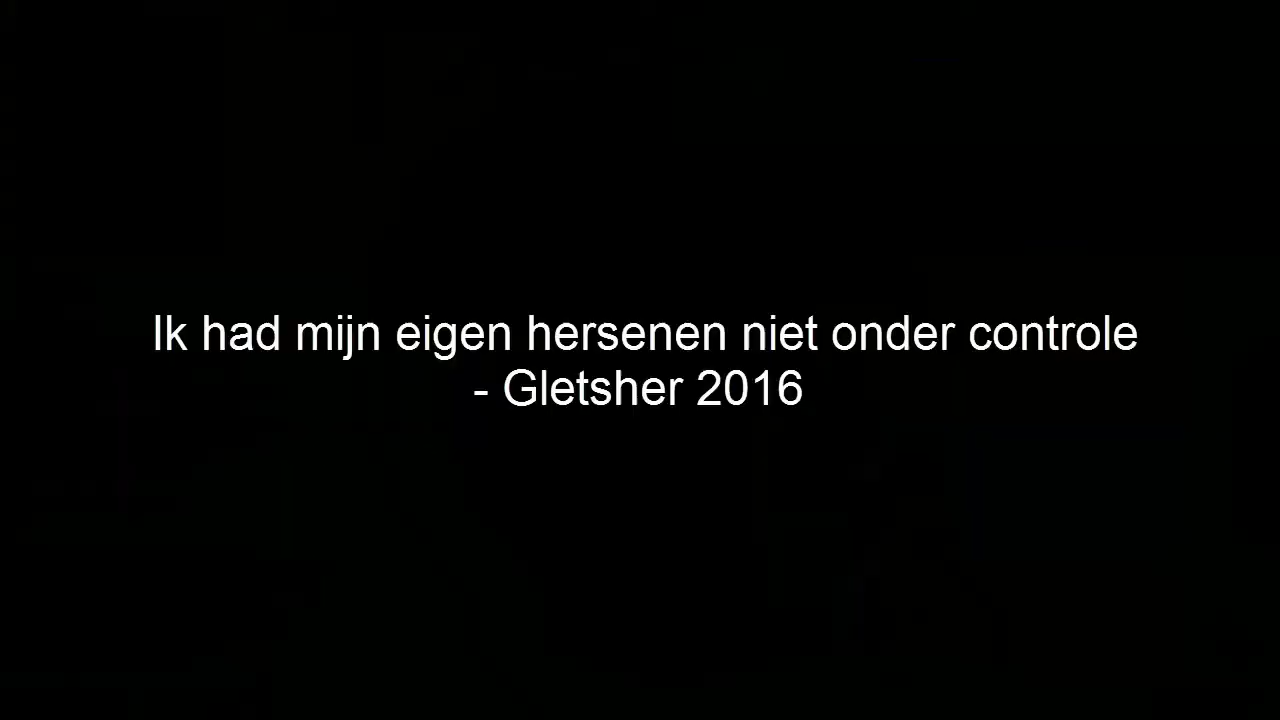 Ik had mijn eigen hersenen niet onder controle
- Gletsher 2016